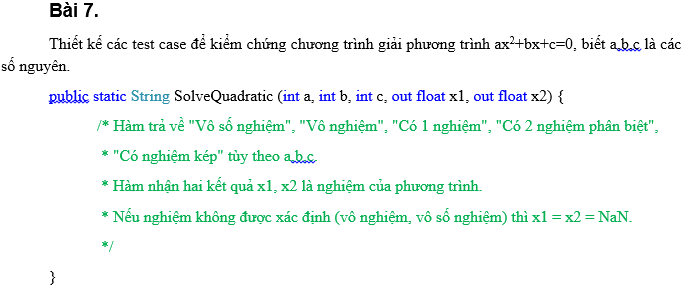 Bài 7.
Thiết kế các test case để kiểm chứng chương trình giải phương trình ax²+bx+c=0, biết a,b,c là các
số nguyên.
public static String SolveQuadratic (int a, int b, int c, out float x1, out float x2) {
/* Hàm trả về "Vô số nghiệm", "Vô nghiệm", "Có 1 nghiệm", "Có 2 nghiệm phân biệt",
* "Có nghiệm kép" tùy theo a,b,c.
* Hàm nhận hai kết quả x1, x2 là nghiệm của phương trình.
* Nếu nghiệm không được xác định (vô nghiệm, vô số nghiệm) thì x1 = x2 = NaN.
*/
}